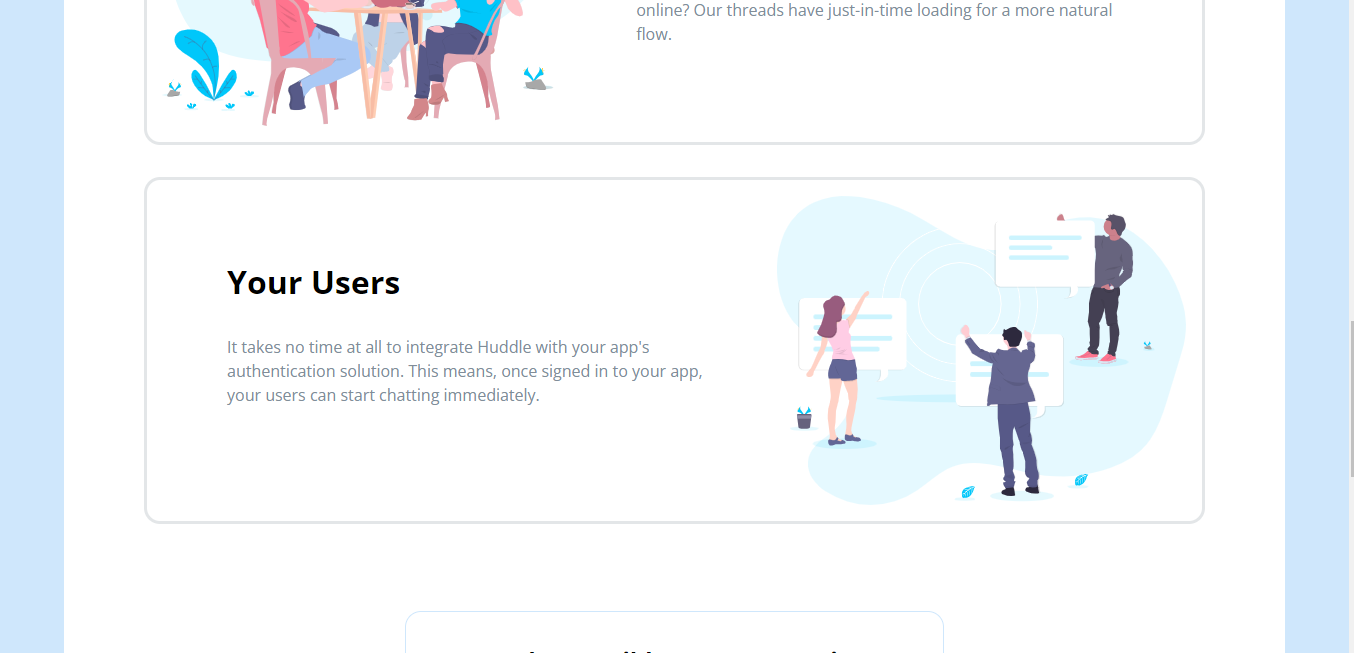 online? Our threads have just-in-time loading for a more natural
flow.
Your Users
It takes no time at all to integrate Huddle with your app's
authentication solution. This means, once signed in to your app,
your users can start chatting immediately.